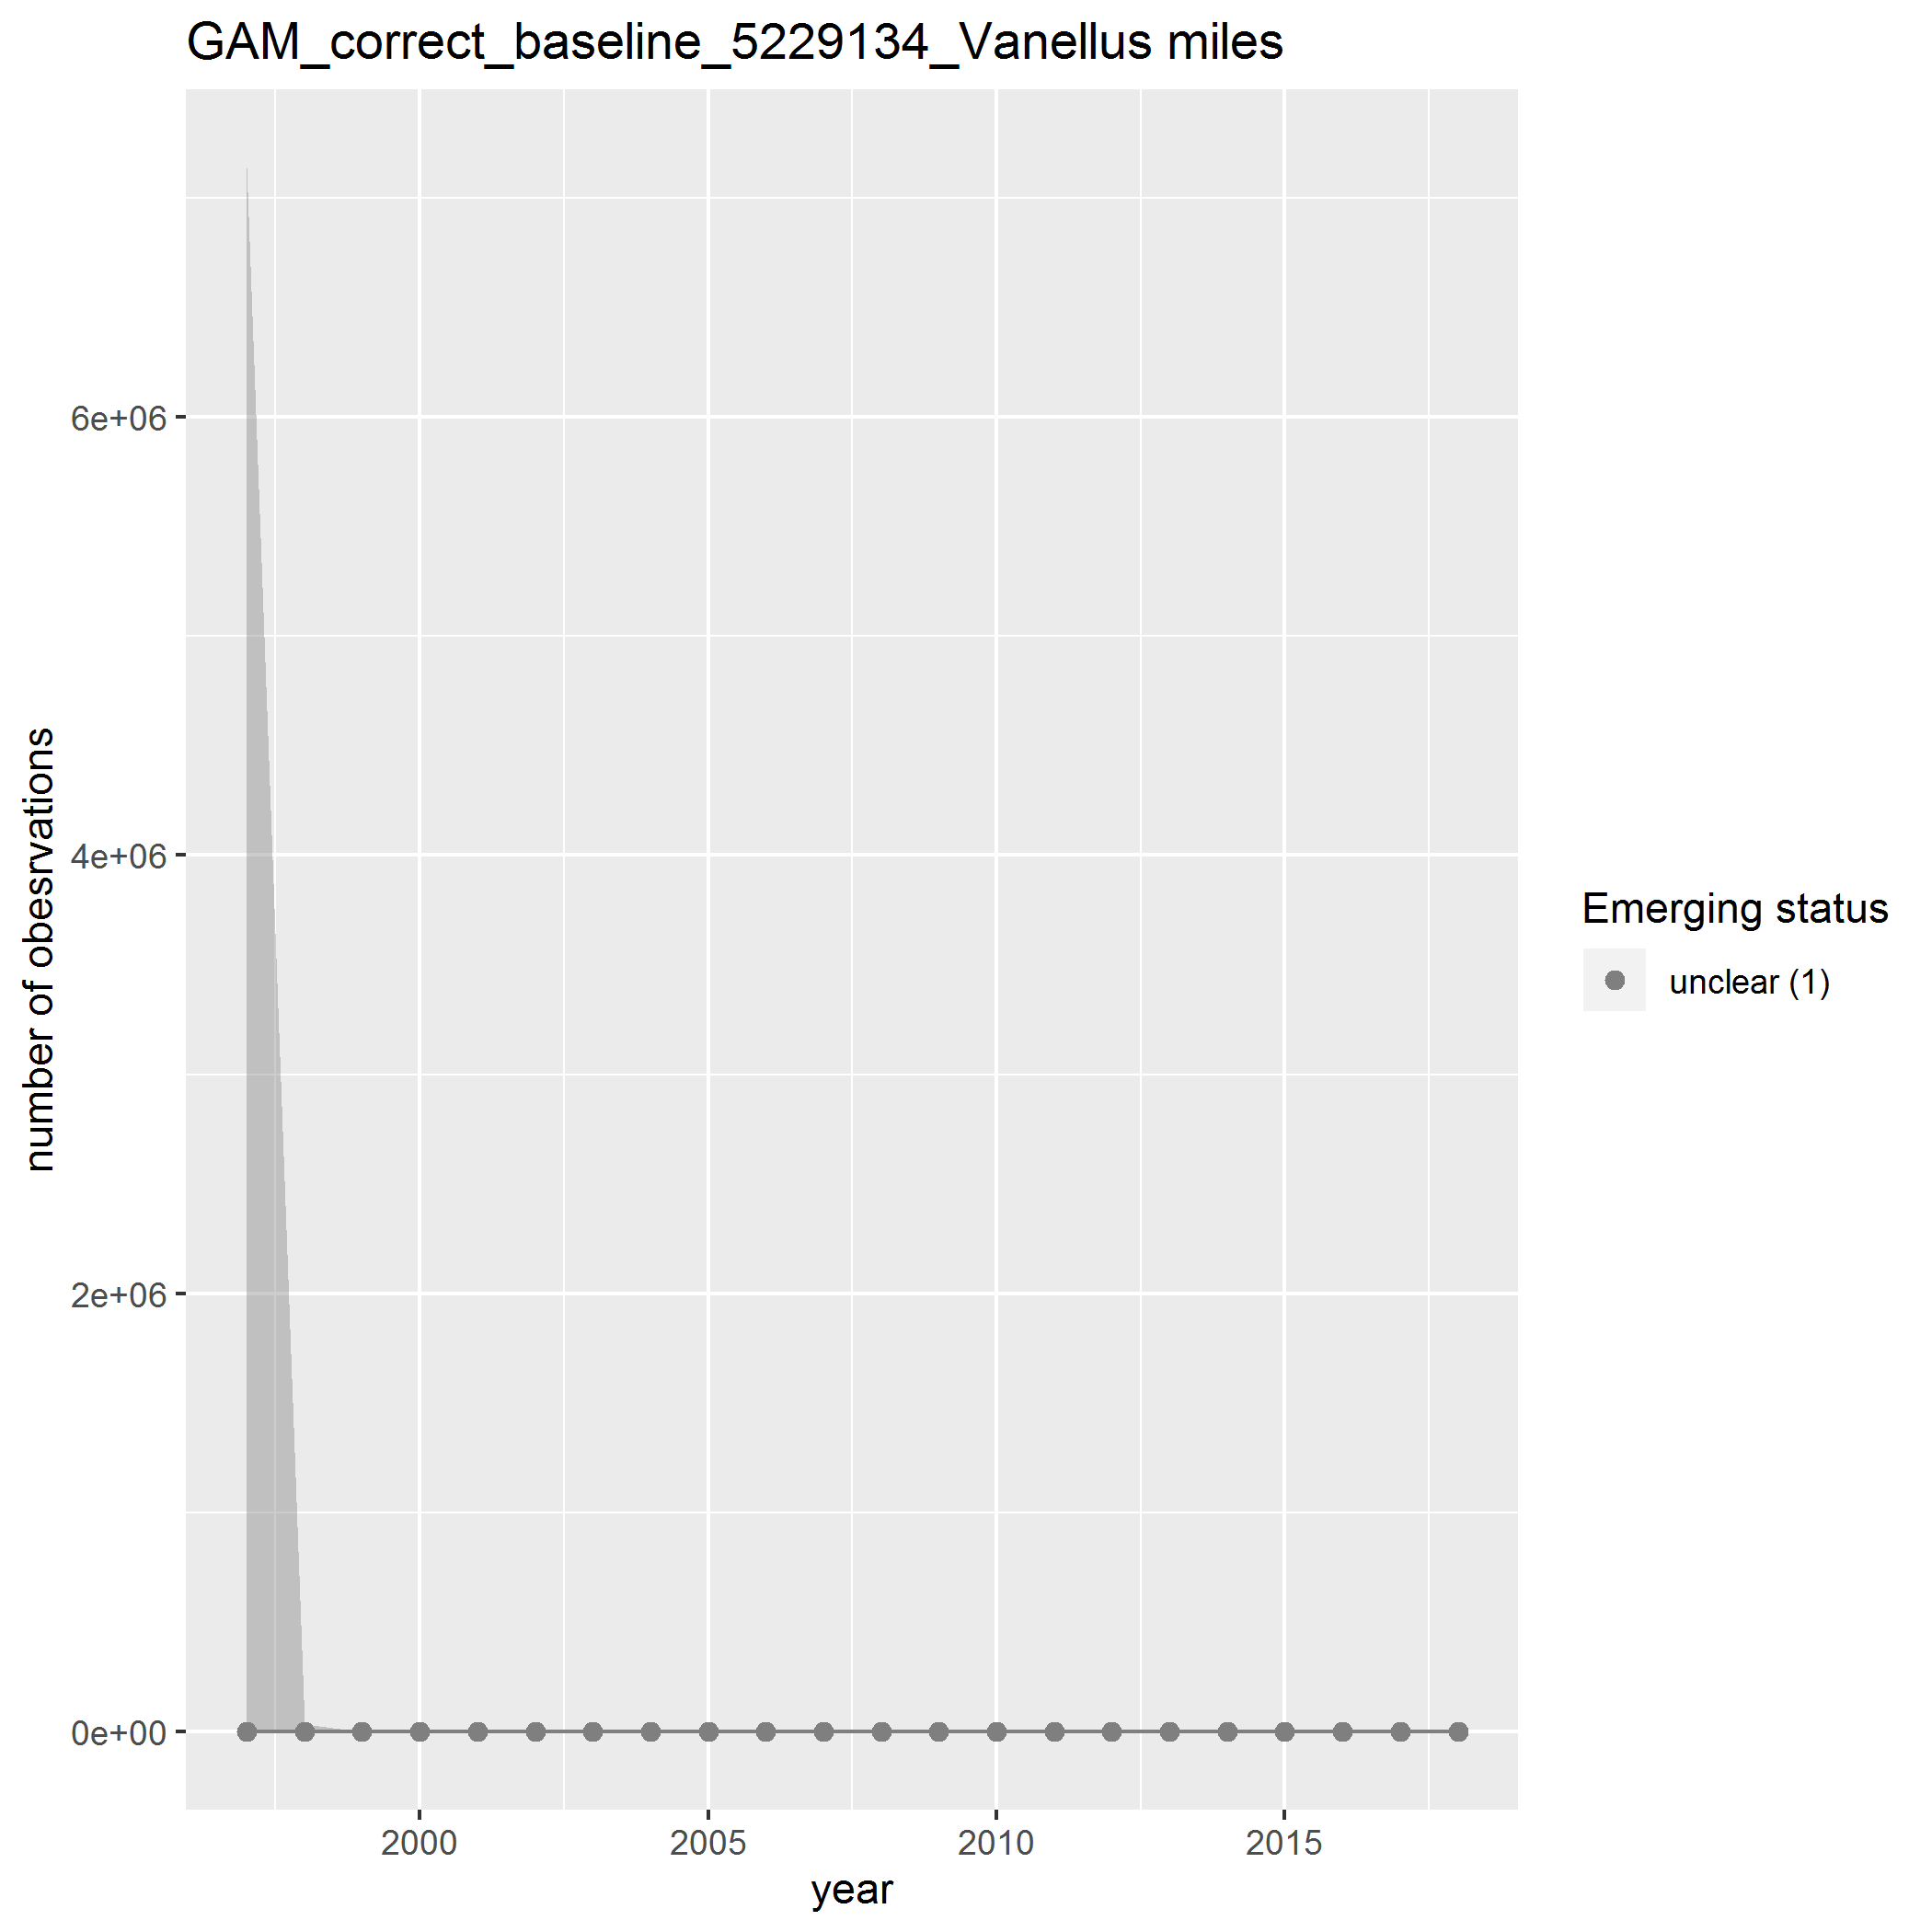 GAM_correct_baseline_5229134_Vanellus miles
6e+06
4e+06
2e+06
0e+00
number of obesrvations
2000
2005
2010
2015
year
Emerging status
unclear (1)